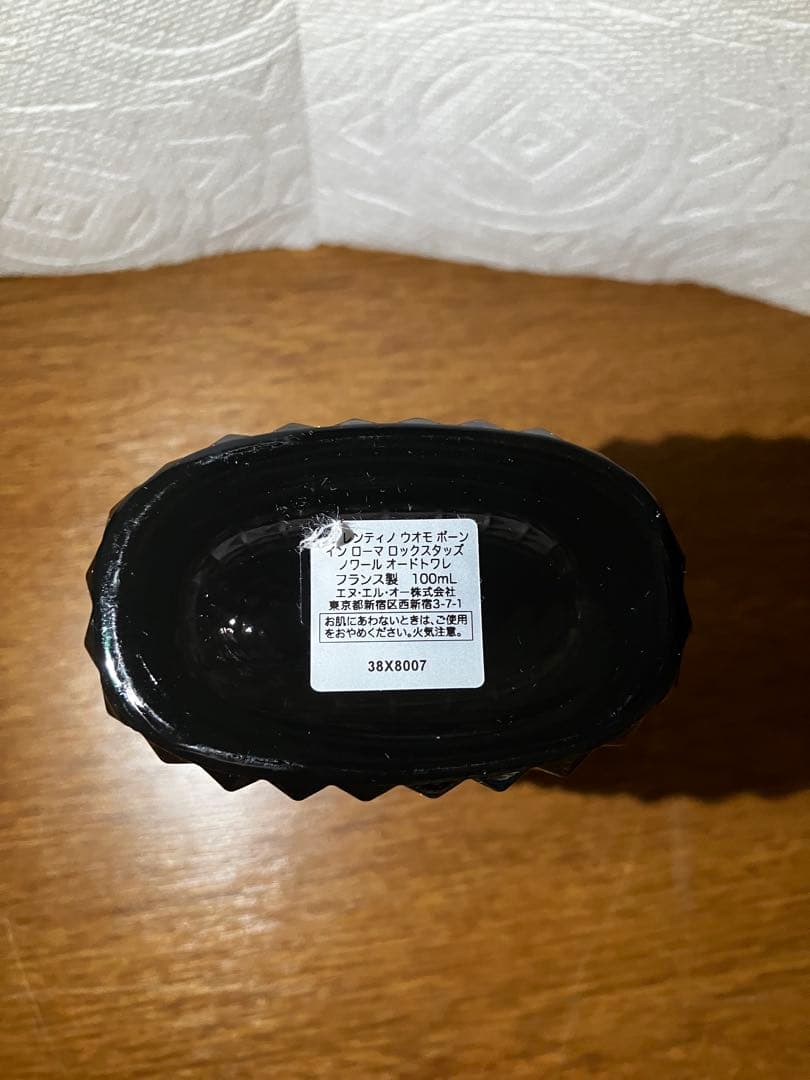 レンティノ ウオモ ボーン
イン ローマ ロックスタッズ
ノワール オードトワレ
フランス製 100mL
エヌ・エル・オー株式会社
東京都新宿区西新宿3-7-1
お肌にあわないときは、ご使用
をおやめください。火気注意。
38X8007